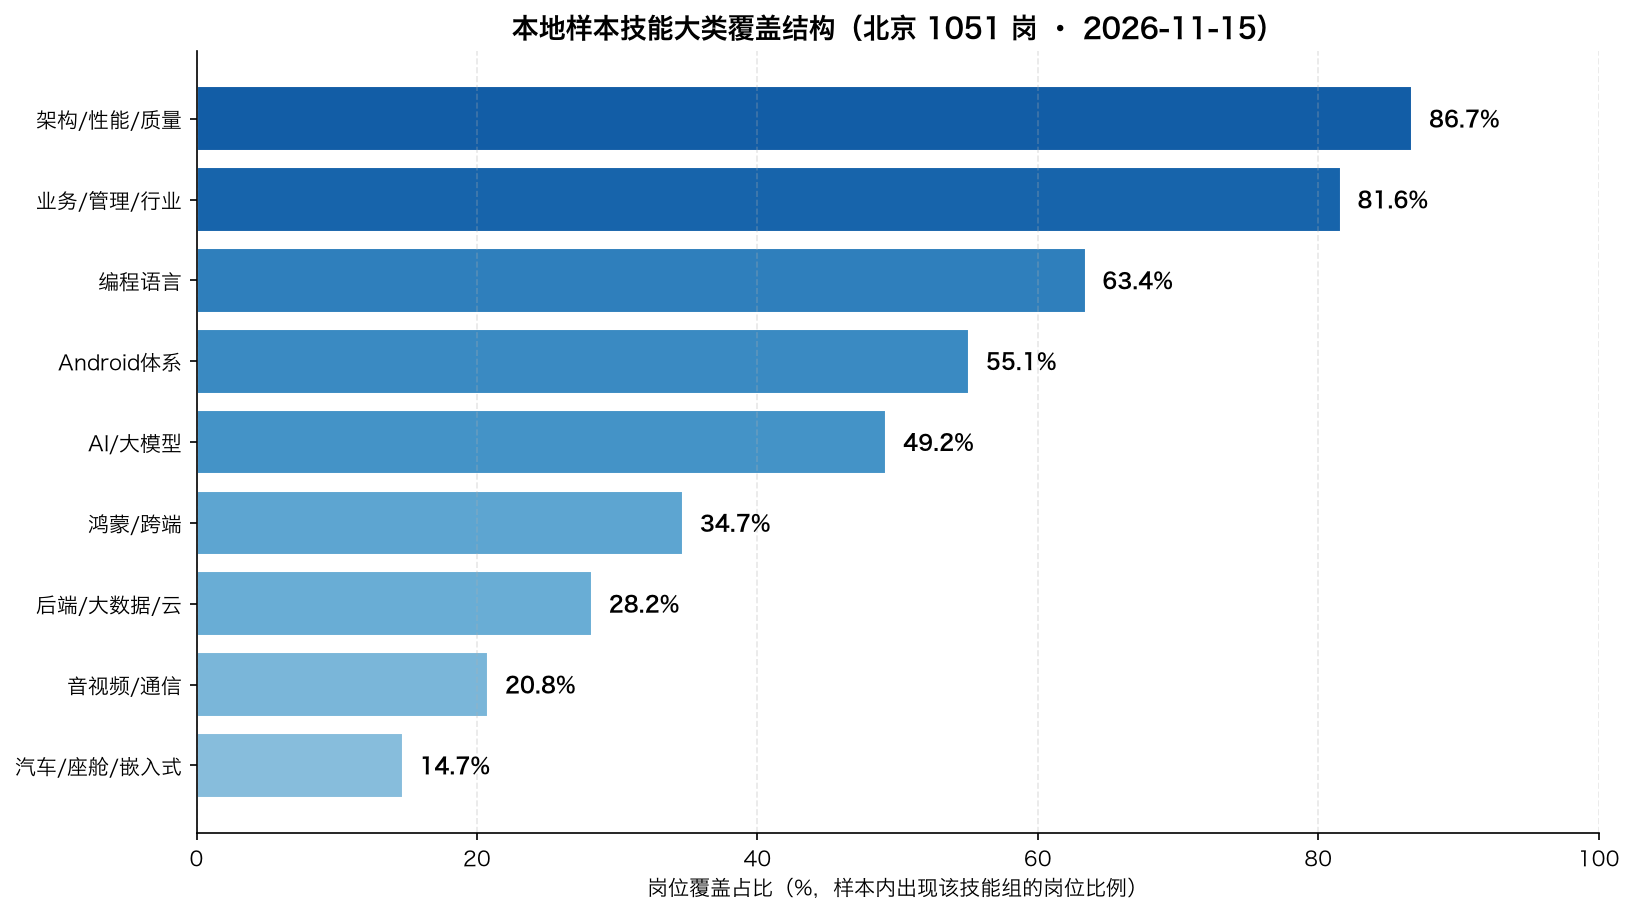 本地样本技能大类覆盖结构（北京 1051 岗 · 2026-11-15）
架构/性能/质量 86.7%
业务/管理/行业 81.6%
编程语言 63.4%
Android体系 55.1%
AI/大模型 49.2%
鸿蒙/跨端 34.7%
后端/大数据/云 28.2%
音视频/通信 20.8%
汽车/座舱/嵌入式 14.7%
0 20 40 60 80 100
岗位覆盖占比（%，样本内出现该技能组的岗位比例）